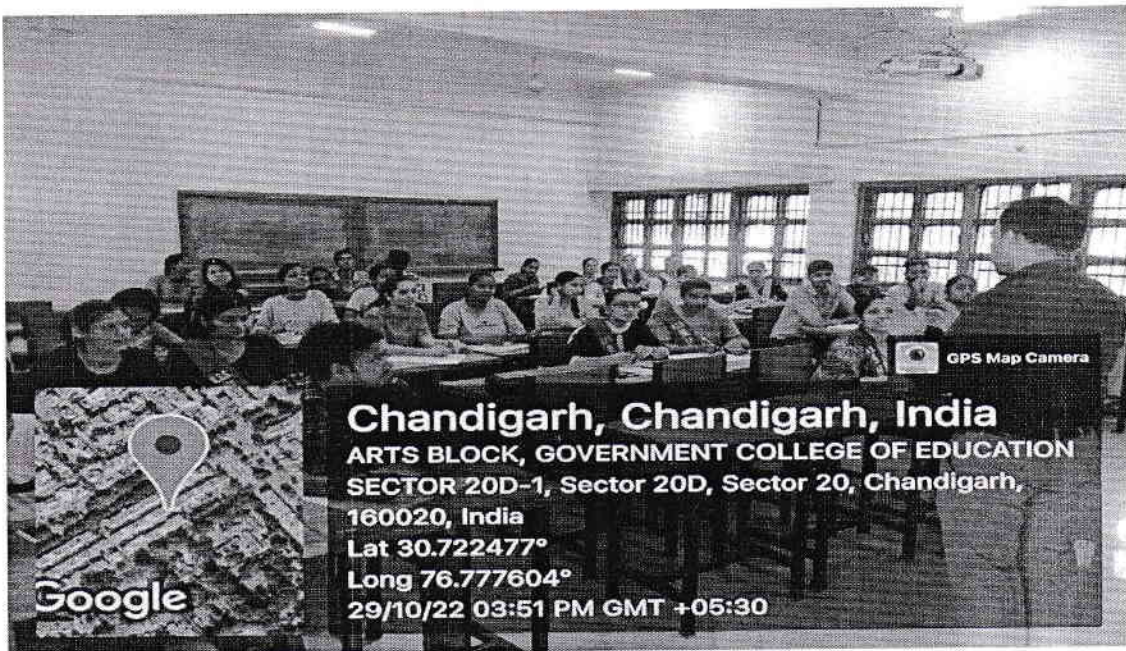 GPS Map Camera
Chandigarh, Chandigarh, India
ARTS BLOCK, GOVERNMENT COLLEGE OF EDUCATION
SECTOR 20D-1, Sector 20D, Sector 20, Chandigarh,
160020, India
Lat 30.722477°
Long 76.777604°
29/10/22 03:51 PM GMT +05:30
Google